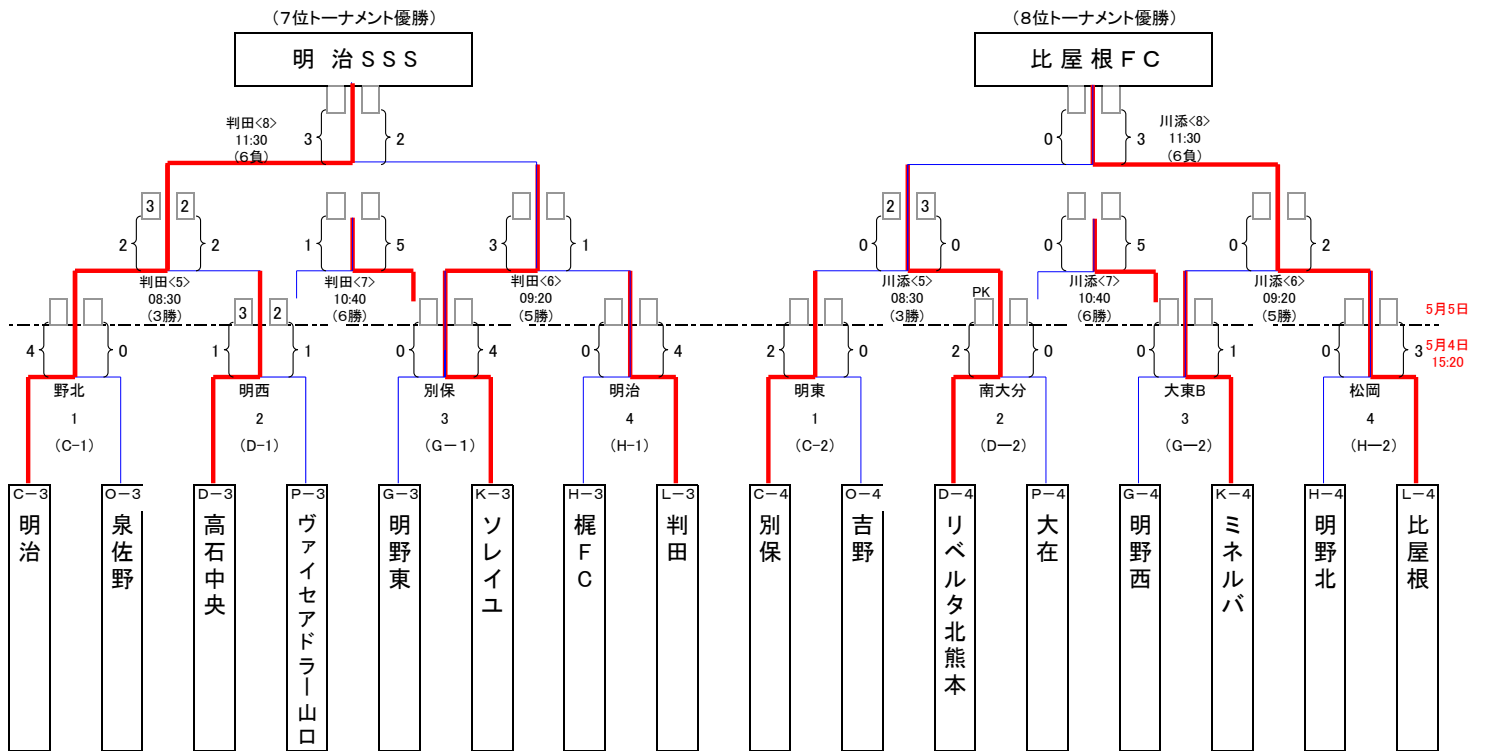 (7位トーナメント優勝)
(8位トーナメント優勝)
明 治 S S S
比 屋 根 F C
判田<8>
11:30
(6負)
3
2
川添<8>
11:30
(6負)
0
3
3
2
2
2
1
5
3
1
2
3
0
0
0
5
0
2
判田<5>
08:30
(3勝)
判田<7>
10:40
(6勝)
判田<6>
09:20
(5勝)
川添<5>
08:30
(3勝)
川添<7>
10:40
(6勝)
川添<6>
09:20
(5勝)
5月5日
5月4日
15:20
4
0
3
2
1
1
0
4
0
4
2
0
PK
2
0
0
1
0
3
野北
1
(C-1)
明西
2
(D-1)
別保
3
(G-1)
明治
4
(H-1)
明東
1
(C-2)
南大分
2
(D-2)
大東B
3
(G-2)
松岡
4
(H-2)
C-3
明治
O-3
泉佐野
D-3
高石中央
P-3
ヴァイセアドラー山口
G-3
明野東
K-3
ソレイユ
H-3
梶FC
L-3
判田
C-4
別保
O-4
吉野
D-4
リベルタ北熊本
P-4
大在
G-4
明野西
K-4
ミネルバ
H-4
明野北
L-4
比屋根